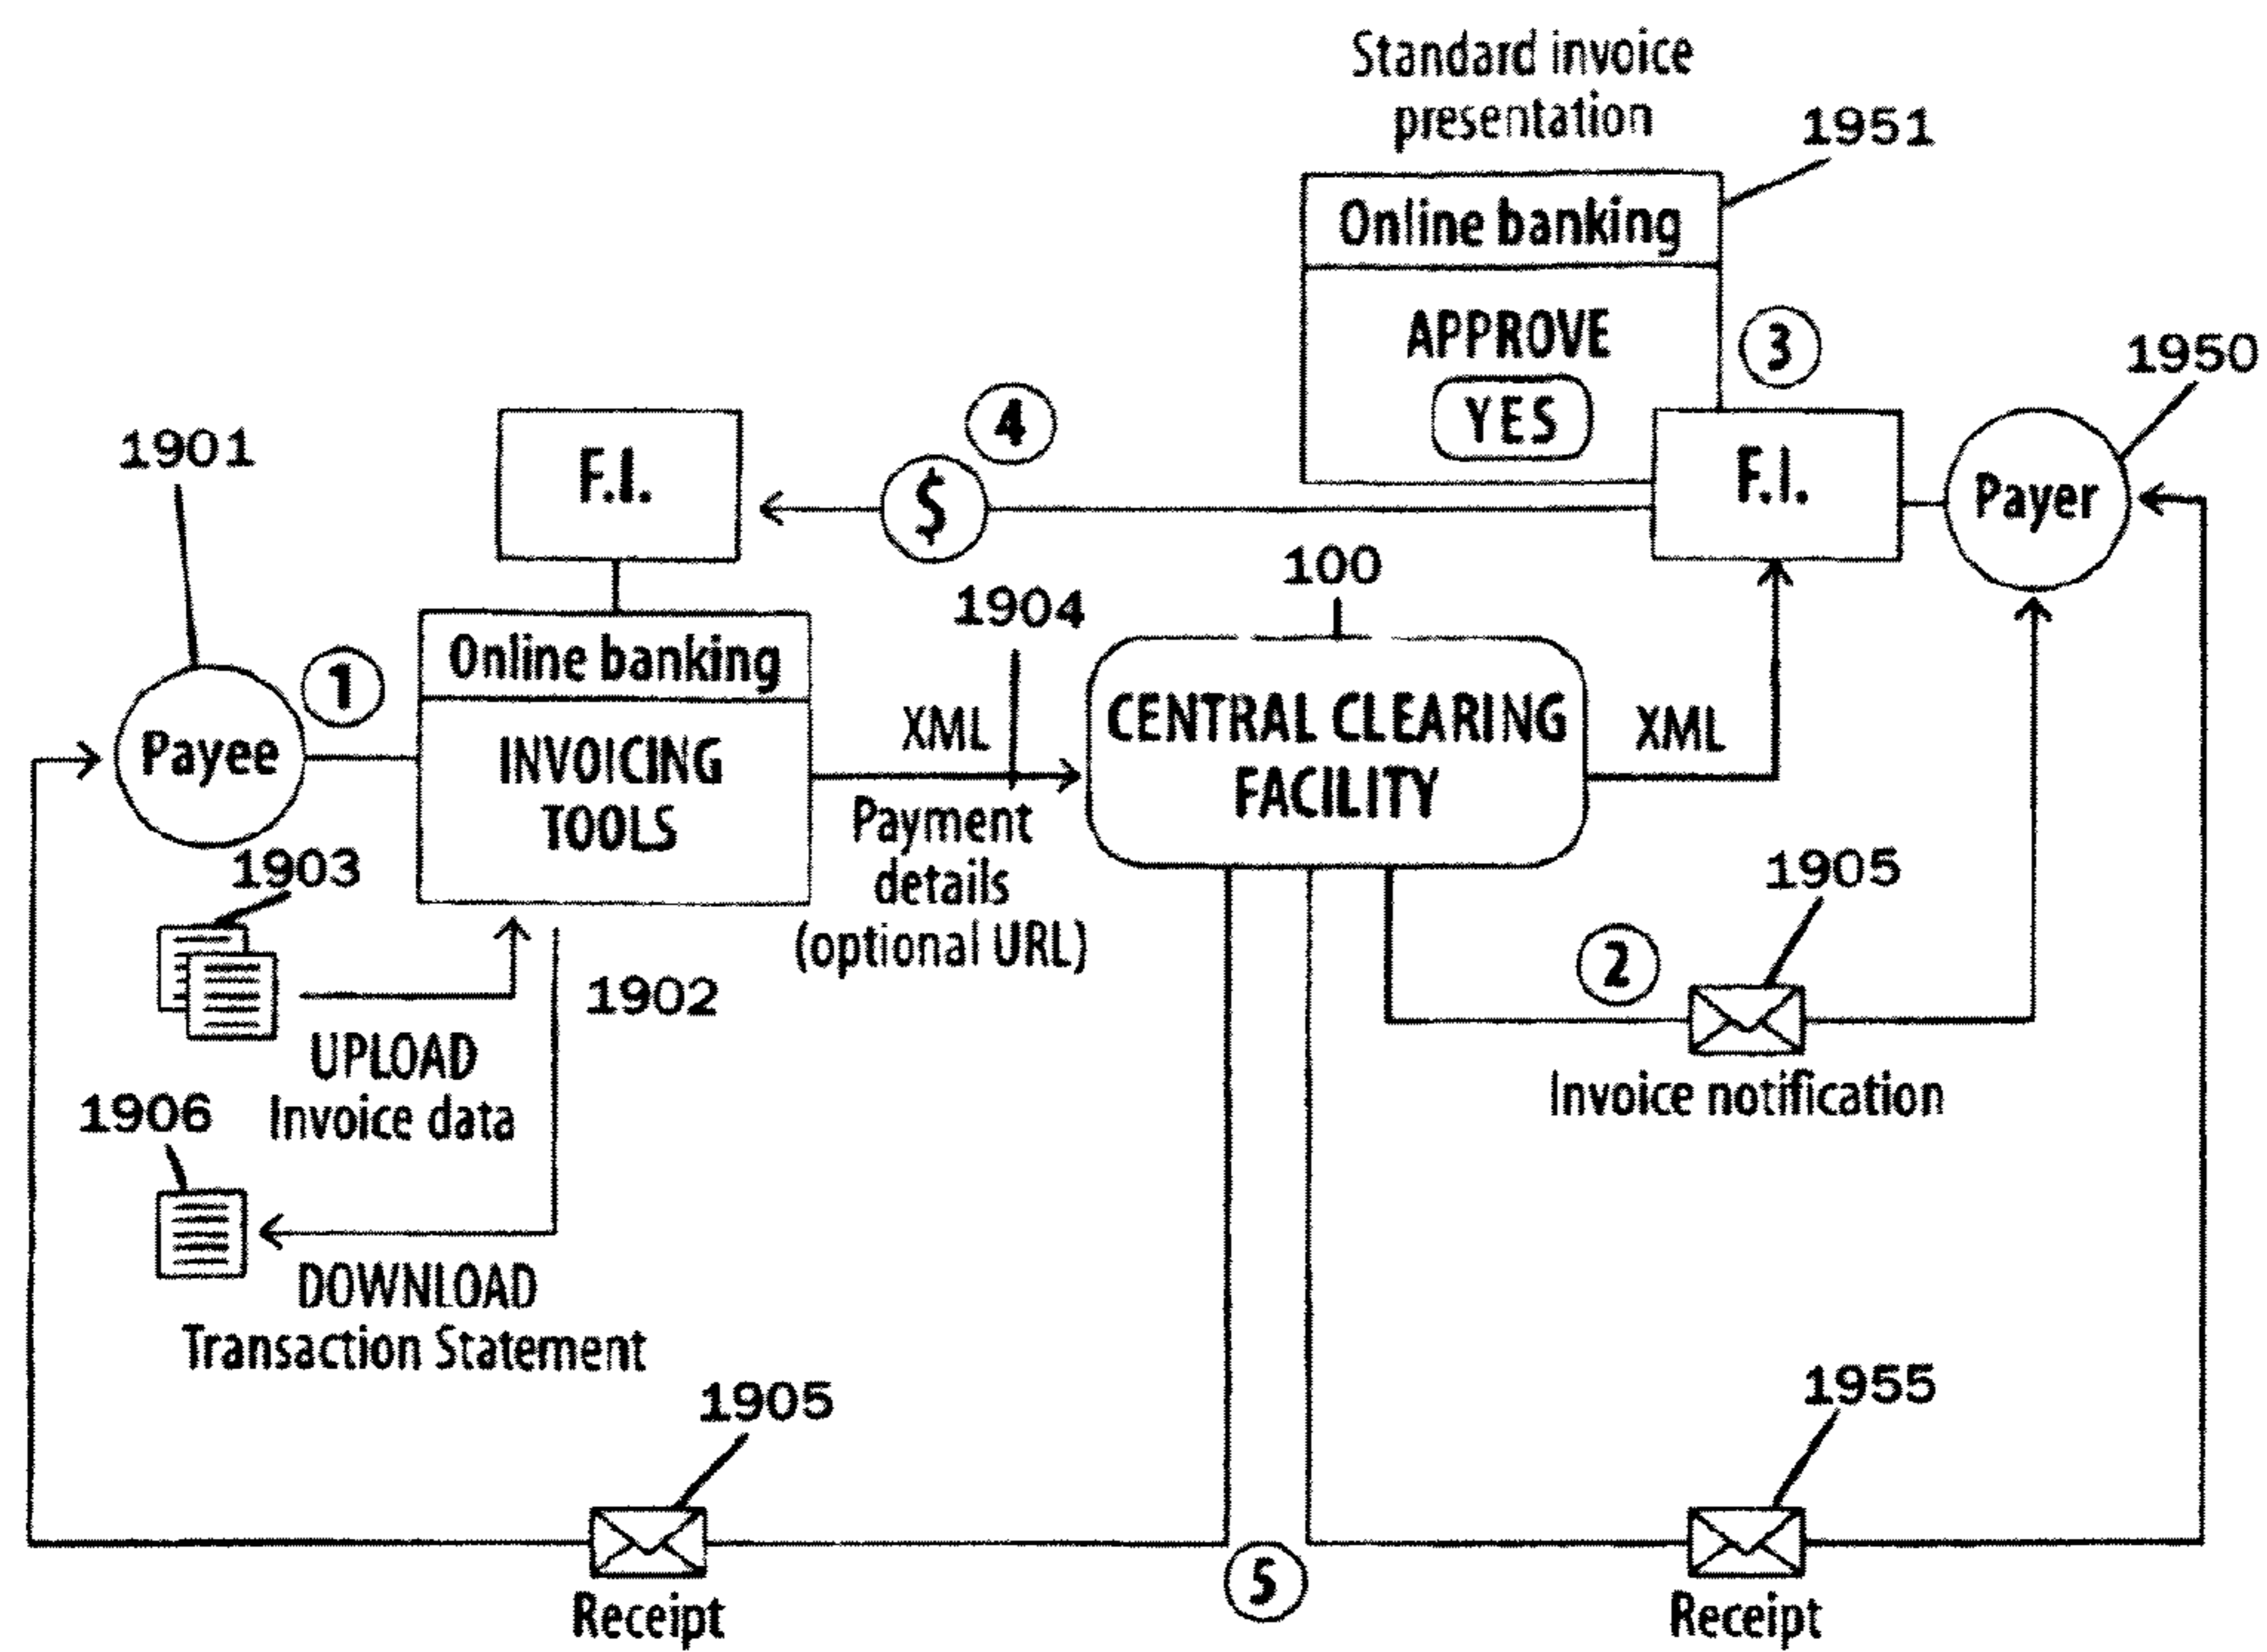 Standard invoice
presentation
1951
Online banking
APPROVE
YES
3
1950
F.I.
Payer
4
$
1901
F.I.
1
Payee
Online banking
INVOICING
TOOLS
1904
XML
Payment
details
(optional URL)
100
CENTRAL CLEARING
FACILITY
XML
1903
1902
UPLOAD
Invoice data
1905
2
Invoice notification
1906
DOWNLOAD
Transaction Statement
1905
Receipt
5
1955
Receipt